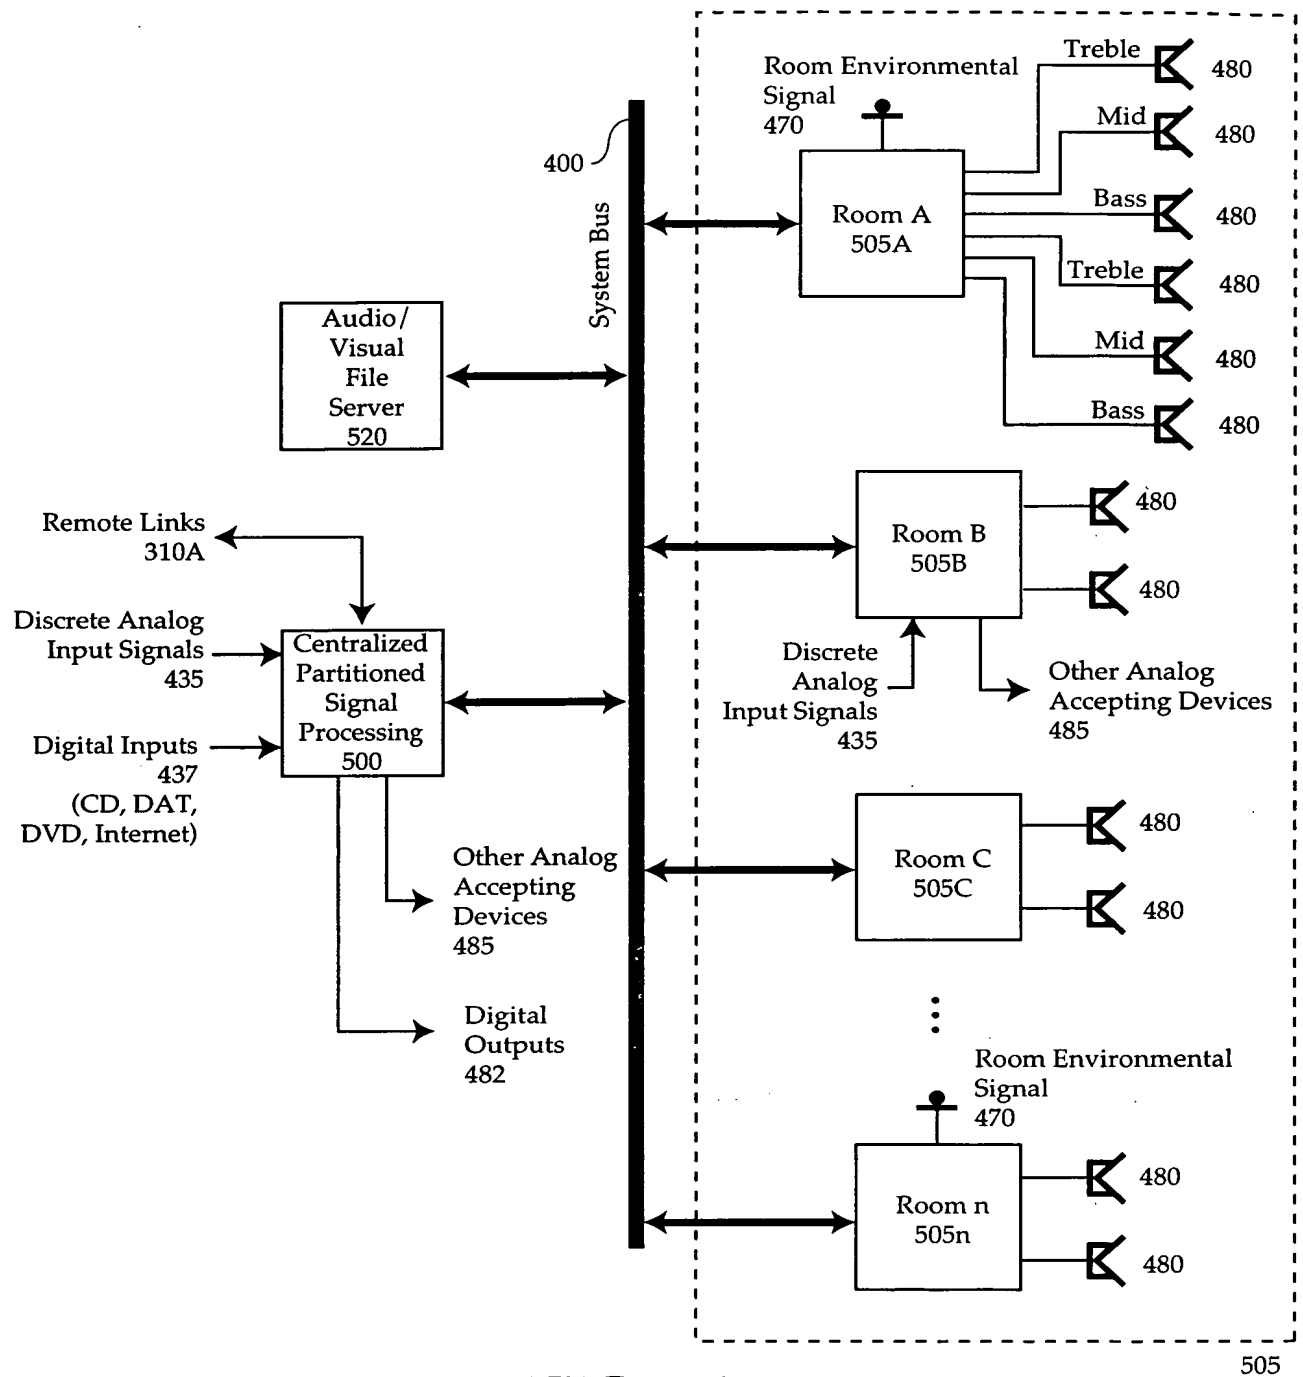 Room Environmental
Signal
470
Treble
480
Mid
480
Bass
480
Treble
480
Mid
480
Bass
480
Room A
505A
400
System Bus
Audio/
Visual
File
Server
520
Remote Links
310A
Discrete Analog
Input Signals
435
Digital Inputs
437
(CD, DAT,
DVD, Internet)
Centralized
Partitioned
Signal
Processing
500
Other Analog
Accepting
Devices
485
Digital
Outputs
482
Room B
505B
480
480
Discrete
Analog
Input Signals
435
Other Analog
Accepting Devices
485
Room C
505C
480
480
Room Environmental
Signal
470
Room n
505n
480
480
505